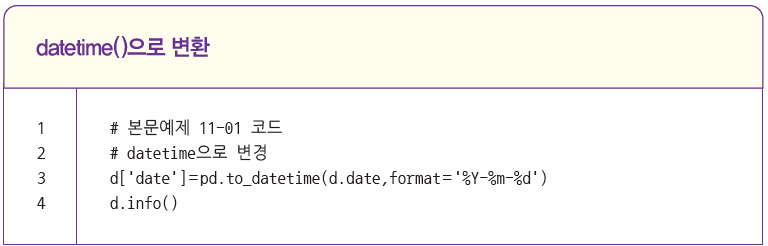 datetime()으로 변환
1 # 본문예제 11-01 코드
2 # datetime으로 변경
3 d['date']=pd.to_datetime(d.date,format='%Y-%m-%d')
4 d.info()